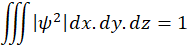 ∭|ψ²|dx.dy.dz = 1